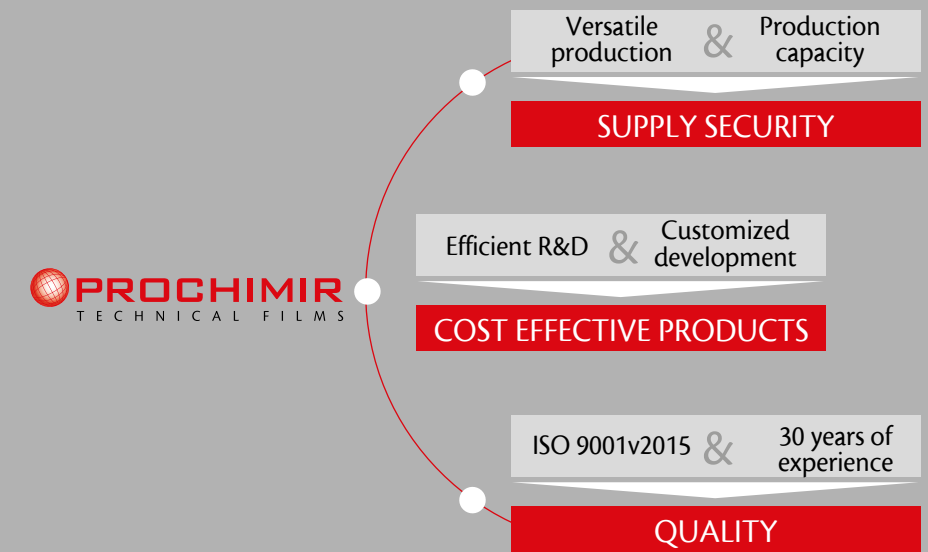 Versatile production & Production capacity
SUPPLY SECURITY
Efficient R&D & Customized development
COST EFFECTIVE PRODUCTS
PROCHIMIR
TECHNICAL FILMS
ISO 9001v2015 & 30 years of experience
QUALITY